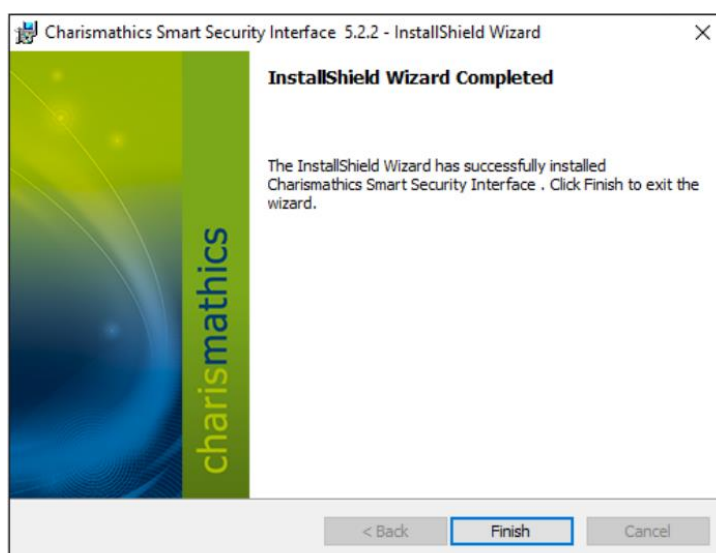 Charismathics Smart Security Interface 5.2.2 - InstallShield Wizard
InstallShield Wizard Completed
The InstallShield Wizard has successfully installed
Charismathics Smart Security Interface . Click Finish to exit the
wizard.
charismathics
< Back
Finish
Cancel